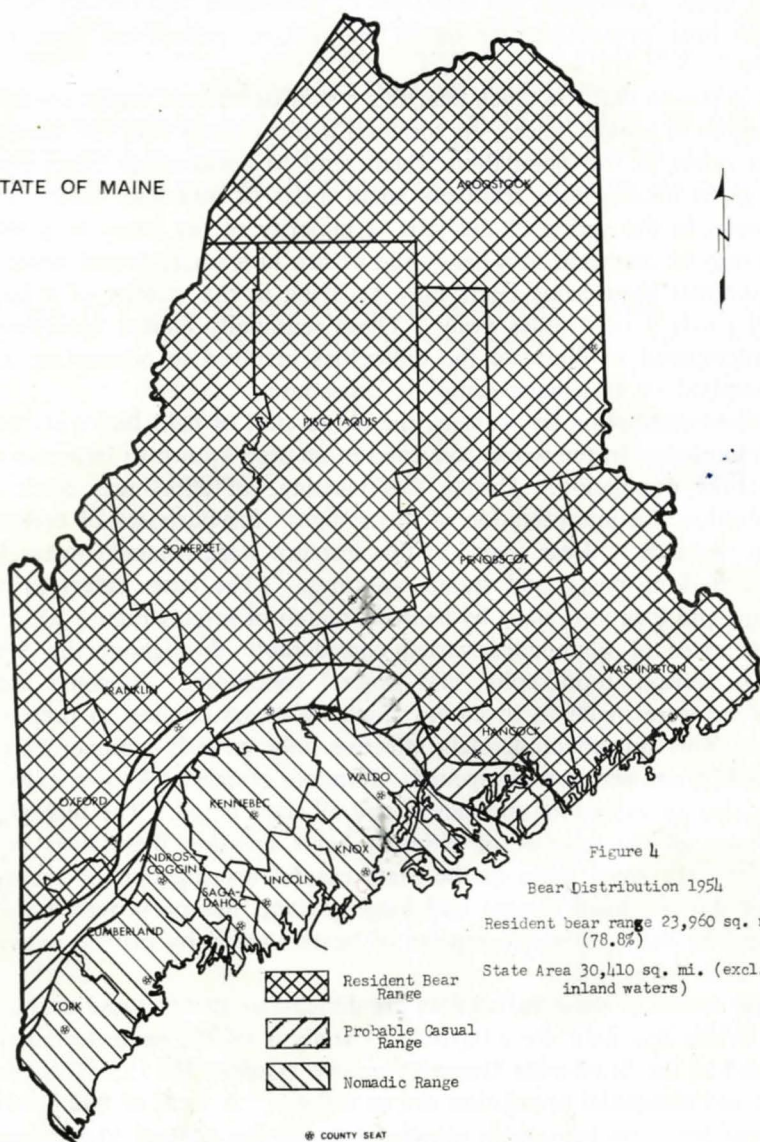 STATE OF MAINE
AROOSTOOK
N
PISCATAQUIS
SOMERSET
PENOBSCOT
FRANKLIN
WASHINGTON
HANCOCK
OXFORD
WALDO
KENNEBEC
KNOX
ANDROS-
COGGIN
LINCOLN
SAGA-
DAHOC
CUMBERLAND
YORK
Figure 4
Bear Distribution 1954
Resident bear range 23,960 sq.
(78.8%)
State Area 30,410 sq. mi. (excl.
inland waters)
Resident Bear
Range
Probable Casual
Range
Nomadic Range
COUNTY SEAT